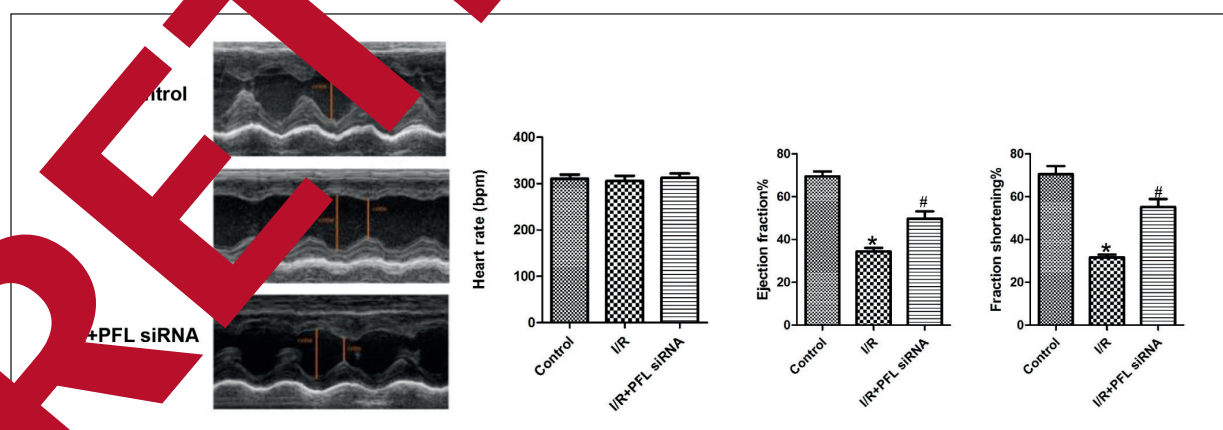 RET
ntrol
+PFL siRNA
Heart rate (bpm)
400
300
200
100
0
Control
I/R
I/R+PFL siRNA
Ejection fraction%
80
60
40
20
0
*
#
Control
I/R
I/R+PFL siRNA
Fraction shortening%
80
60
40
20
0
*
#
Control
I/R
I/R+PFL siRNA